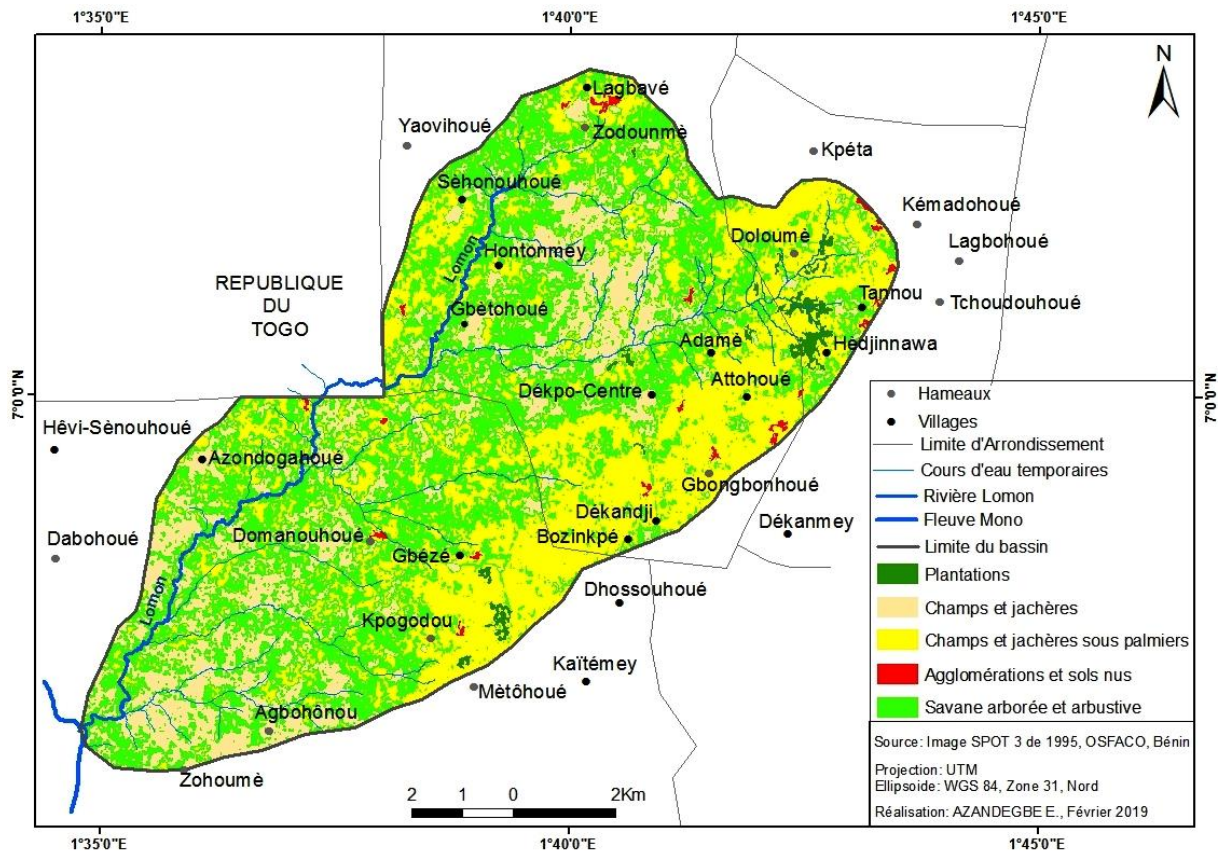 1°35'0"E
1°40'0"E
1°45'0"E
N
Lagbavé
Zodounmè
Yaovihoué
Kpéta
Sèhonouhoué
Kémadohoué
Lagbohoué
Doloumè
Lomon
Hontonmey
REPUBLIQUE
DU
TOGO
Tannou
Tchoudouhoué
Gbètohoué
Adamè
Hèdjinnawa
7°0'0"N
7°0'0"N
Dékpo-Centre
Attohoué
Hêvi-Sènouhoué
Azondogahoué
Gbongbonhoué
Dékandji
Dékanmey
Domanouhoué
Bozinkpé
Dabohoué
Gbézé
Lomon
Dhossouhoué
Kpogodou
Kaïtémey
Mètôhoué
Agbohônou
Zohoumè
2 1 0 2Km
Hameaux
Villages
Limite d'Arrondissement
Cours d'eau temporaires
Rivière Lomon
Fleuve Mono
Limite du bassin
Plantations
Champs et jachères
Champs et jachères sous palmiers
Agglomérations et sols nus
Savane arborée et arbustive
Source: Image SPOT 3 de 1995, OSFACO, Bénin
Projection: UTM
Ellipsoide: WGS 84, Zone 31, Nord
Réalisation: AZANDEGBE E., Février 2019
1°35'0"E
1°40'0"E
1°45'0"E